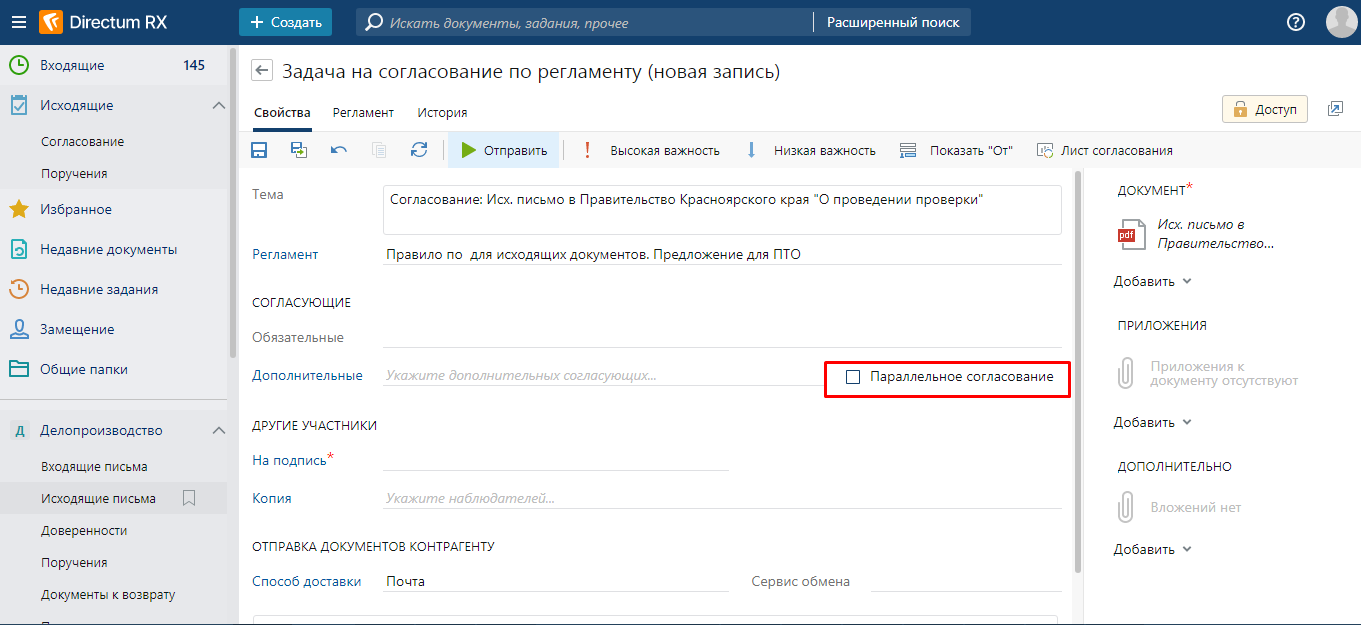 Directum RX
Создать
Искать документы, задания, прочее
Расширенный поиск
Входящие 145
Исходящие
Согласование
Поручения
Избранное
Недавние документы
Недавние задания
Замещение
Общие папки
Д Делопроизводство
Входящие письма
Исходящие письма
Доверенности
Поручения
Документы к возврату
Задача на согласование по регламенту (новая запись)
Свойства Регламент История
Доступ
Отправить Высокая важность Низкая важность Показать "От" Лист согласования
Тема
Согласование: Исх. письмо в Правительство Красноярского края "О проведении проверки"
Регламент Правило по для исходящих документов. Предложение для ПТО
СОГЛАСУЮЩИЕ
Обязательные
Дополнительные Укажите дополнительных согласующих...
Параллельное согласование
ДРУГИЕ УЧАСТНИКИ
На подпись*
Копия Укажите наблюдателей...
ОТПРАВКА ДОКУМЕНТОВ КОНТРАГЕНТУ
Способ доставки Почта Сервис обмена
ДОКУМЕНТ*
pdf
Исх. письмо в
Правительство...
Добавить
ПРИЛОЖЕНИЯ
Приложения к
документу отсутствуют
Добавить
ДОПОЛНИТЕЛЬНО
Вложений нет
Добавить